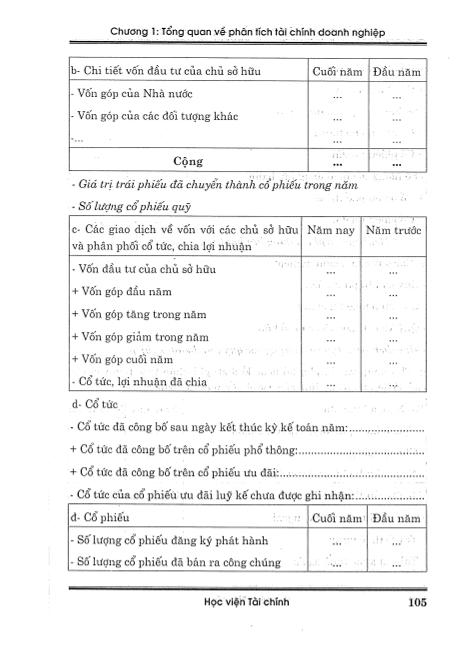 Chương 1: Tổng quan về phân tích tài chính doanh nghiệp
b- Chi tiết vốn đầu tư của chủ sở hữu Cuối năm Đầu năm
- Vốn góp của Nhà nước ... ...
- Vốn góp của các đối tượng khác ... ...
-... ... ...
Cộng ... ...
- Giá trị trái phiếu đã chuyển thành cổ phiếu trong năm
- Số lượng cổ phiếu quỹ
c- Các giao dịch về vốn với các chủ sở hữu Năm nay Năm trước
và phân phối cổ tức, chia lợi nhuận
- Vốn đầu tư của chủ sở hữu ... ...
+ Vốn góp đầu năm ... ...
+ Vốn góp tăng trong năm ... ...
+ Vốn góp giảm trong năm ... ...
+ Vốn góp cuối năm ... ...
- Cổ tức, lợi nhuận đã chia ... ...
d- Cổ tức
- Cổ tức đã công bố sau ngày kết thúc kỳ kế toán năm:....................
+ Cổ tức đã công bố trên cổ phiếu phổ thông:...............................
+ Cổ tức đã công bố trên cổ phiếu ưu đãi:...................................
- Cổ tức của cổ phiếu ưu đãi luỹ kế chưa được ghi nhận:..................
đ- Cổ phiếu Cuối năm Đầu năm
- Số lượng cổ phiếu đăng ký phát hành ... ...
- Số lượng cổ phiếu đã bán ra công chúng ... ...
Học viện Tài chính 105